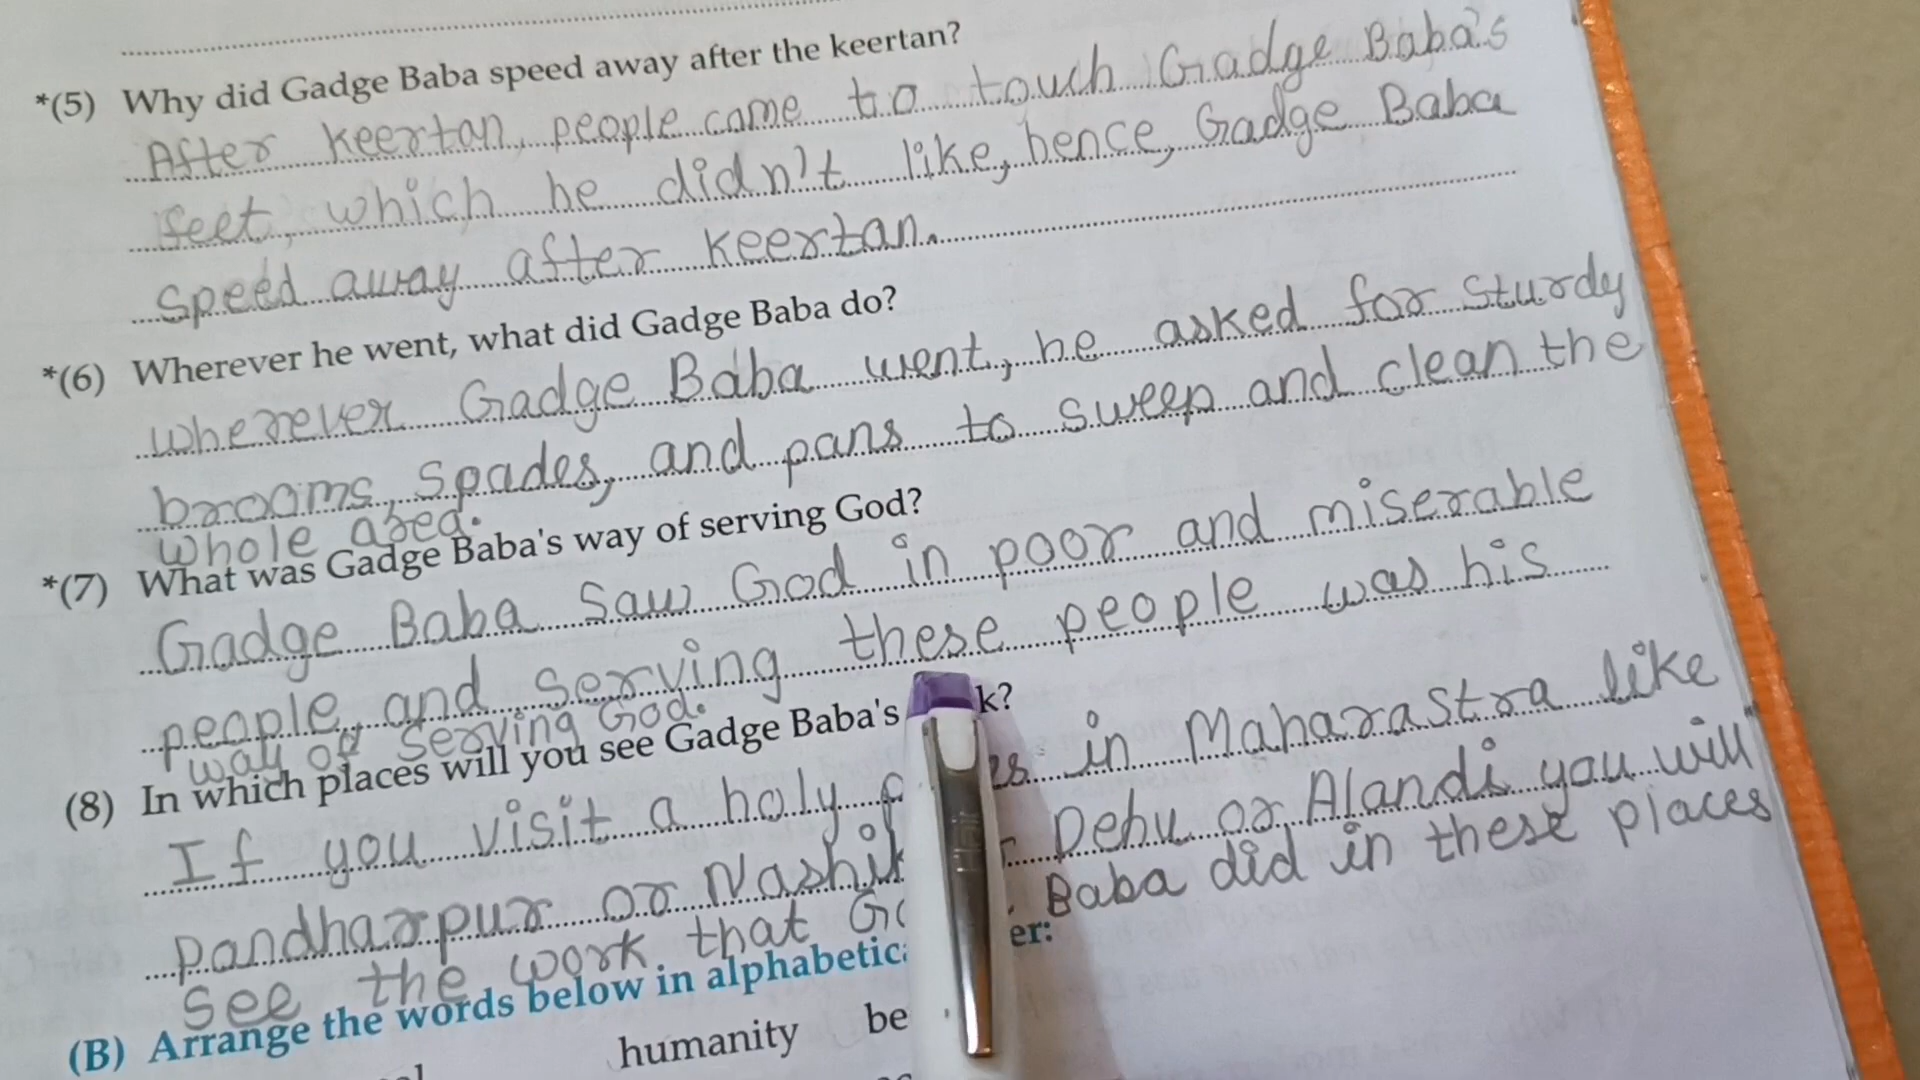 *(5) Why did Gadge Baba speed away after the keertan?
After keertan, people come to touch Gadge Baba's
feet, which he didn't like, hence, Gadge Baba
speed away after keertan.
*(6) Wherever he went, what did Gadge Baba do?
wherever Gadge Baba went, he asked for sturdy
brooms, spades, and pans to sweep and clean the
whole area.
*(7) What was Gadge Baba's way of serving God?
Gadge Baba saw God in poor and miserable
people, and serving these people was his
way of serving God.
(8) In which places will you see Gadge Baba's k?
If you visit a holy in Maharastra like
Pandharpur or Nashik Dehu or Alandi you will
see the work that Baba did in these places
(B) Arrange the words below in alphabetic er:
humanity be